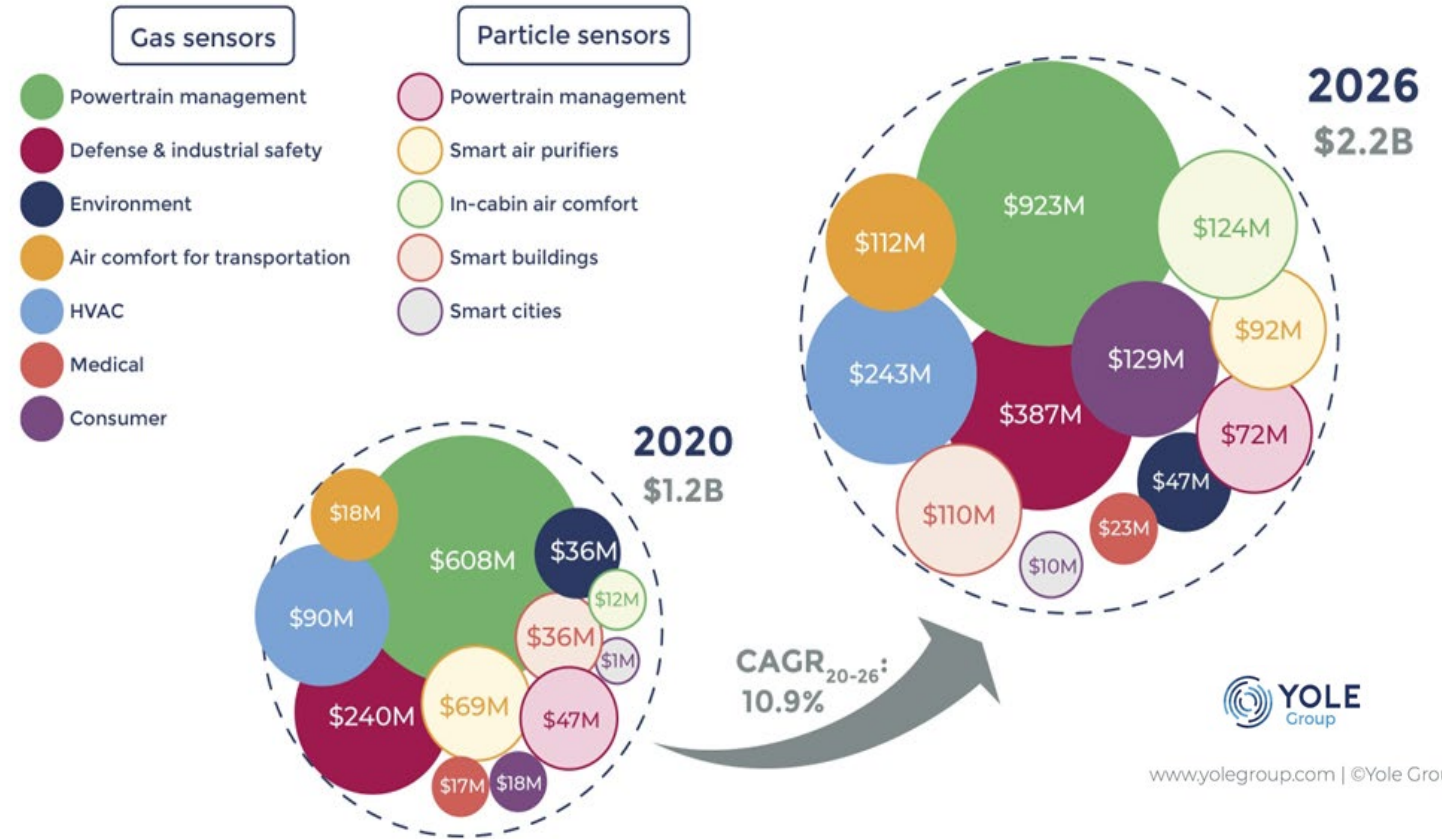 Gas sensors
Powertrain management
Defense & industrial safety
Environment
Air comfort for transportation
HVAC
Medical
Consumer
Particle sensors
Powertrain management
Smart air purifiers
In-cabin air comfort
Smart buildings
Smart cities
2020
$1.2B
$18M
$608M
$36M
$12M
$90M
$36M
$1M
$240M
$69M
$47M
$17M
$18M
CAGR20-26:
10.9%
2026
$2.2B
$923M
$112M
$124M
$92M
$243M
$129M
$387M
$72M
$47M
$110M
$23M
$10M
YOLE
Group
www.yolegroup.com | ©Yole Grou